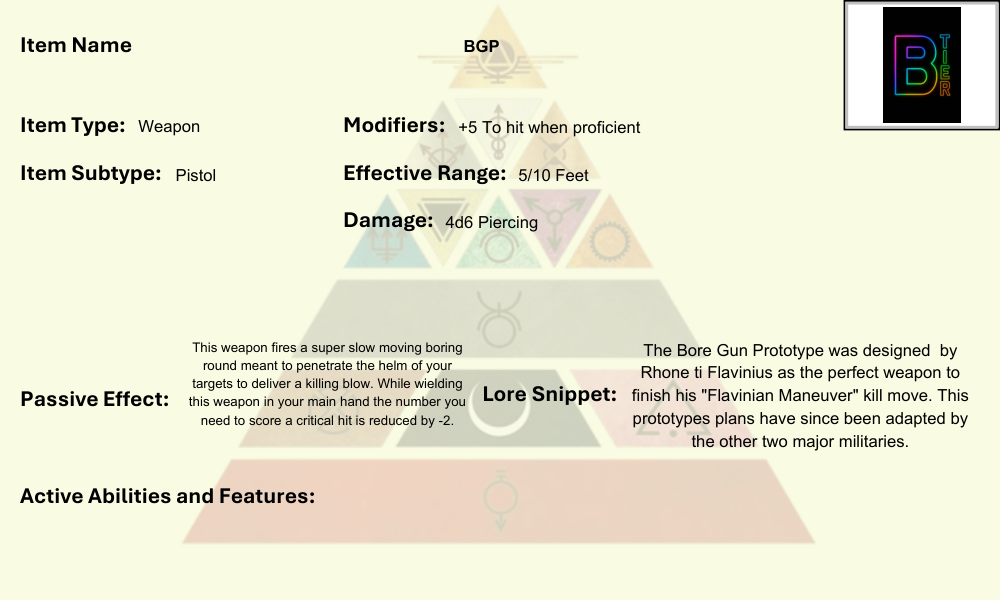 Item Name
BGP
B TIER
Item Type: Weapon
Modifiers: +5 To hit when proficient
Item Subtype: Pistol
Effective Range: 5/10 Feet
Damage: 4d6 Piercing
Passive Effect:
This weapon fires a super slow moving boring
round meant to penetrate the helm of your
targets to deliver a killing blow. While wielding
this weapon in your main hand the number you
need to score a critical hit is reduced by -2.
Lore Snippet:
The Bore Gun Prototype was designed by
Rhone ti Flavinius as the perfect weapon to
finish his "Flavinian Maneuver" kill move. This
prototypes plans have since been adapted by
the other two major militaries.
Active Abilities and Features: